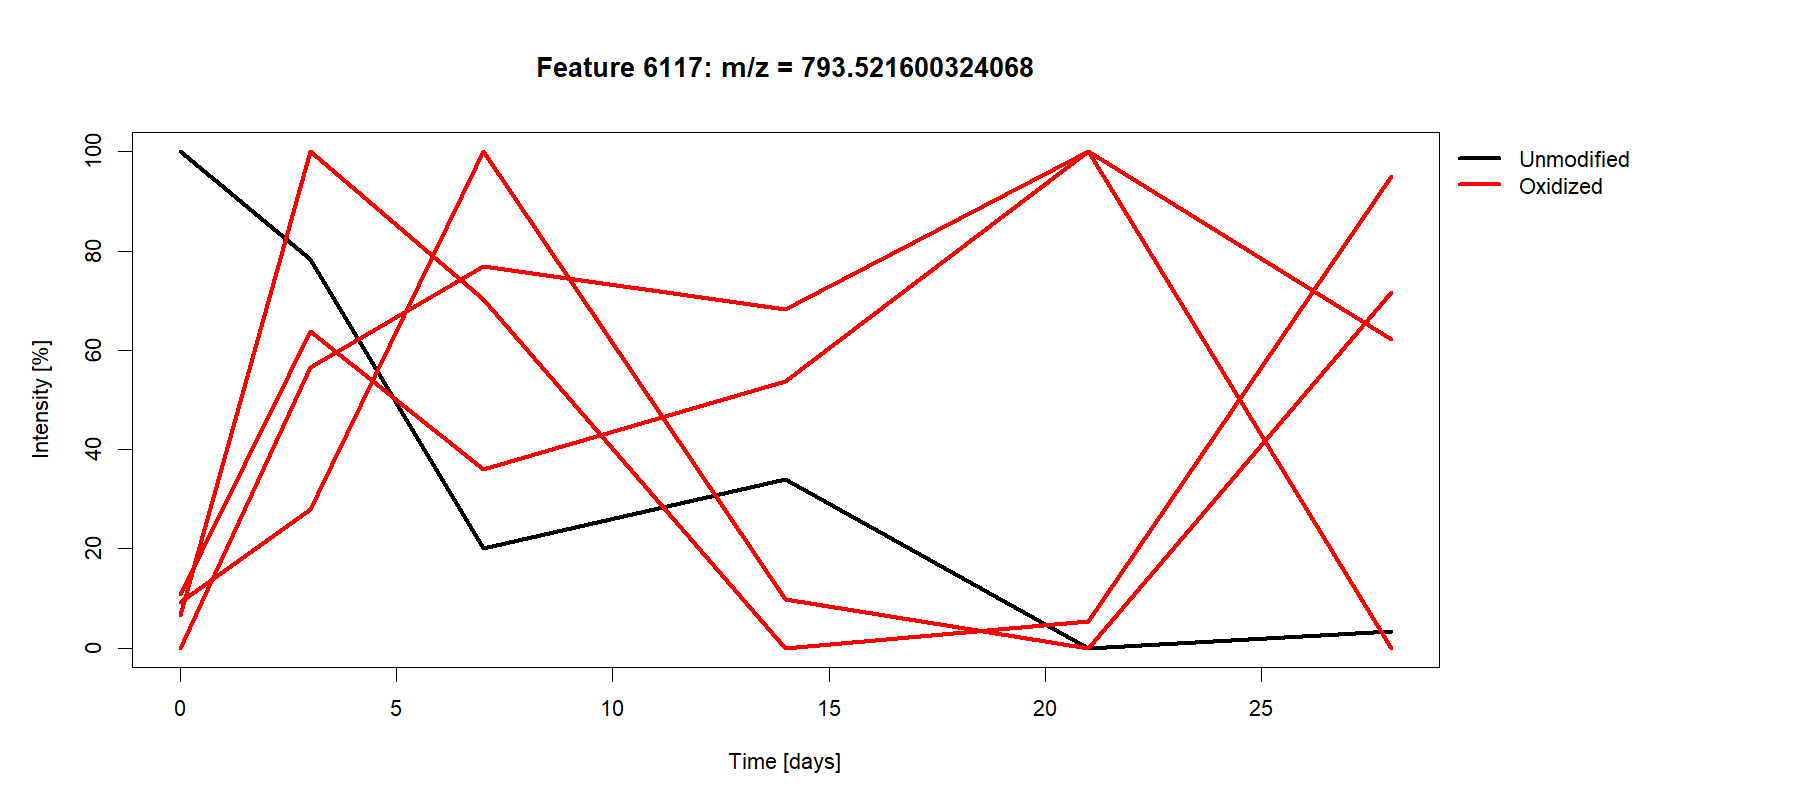 Feature 6117: m/z = 793.521600324068
Unmodified
Oxidized
Intensity [%]
100
80
60
40
20
0
0 5 10 15 20 25
Time [days]